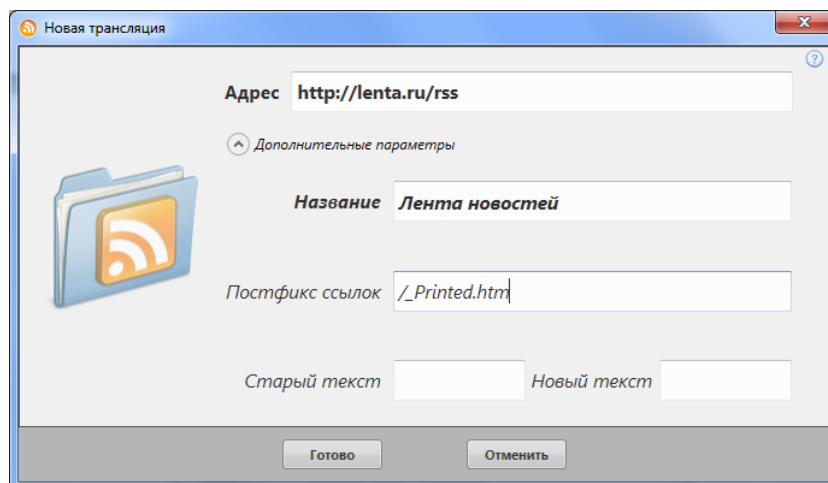 Новая трансляция
Адрес http://lenta.ru/rss
Дополнительные параметры
Название Лента новостей
Постфикс ссылок /_Printed.htm
Старый текст Новый текст
Готово Отменить